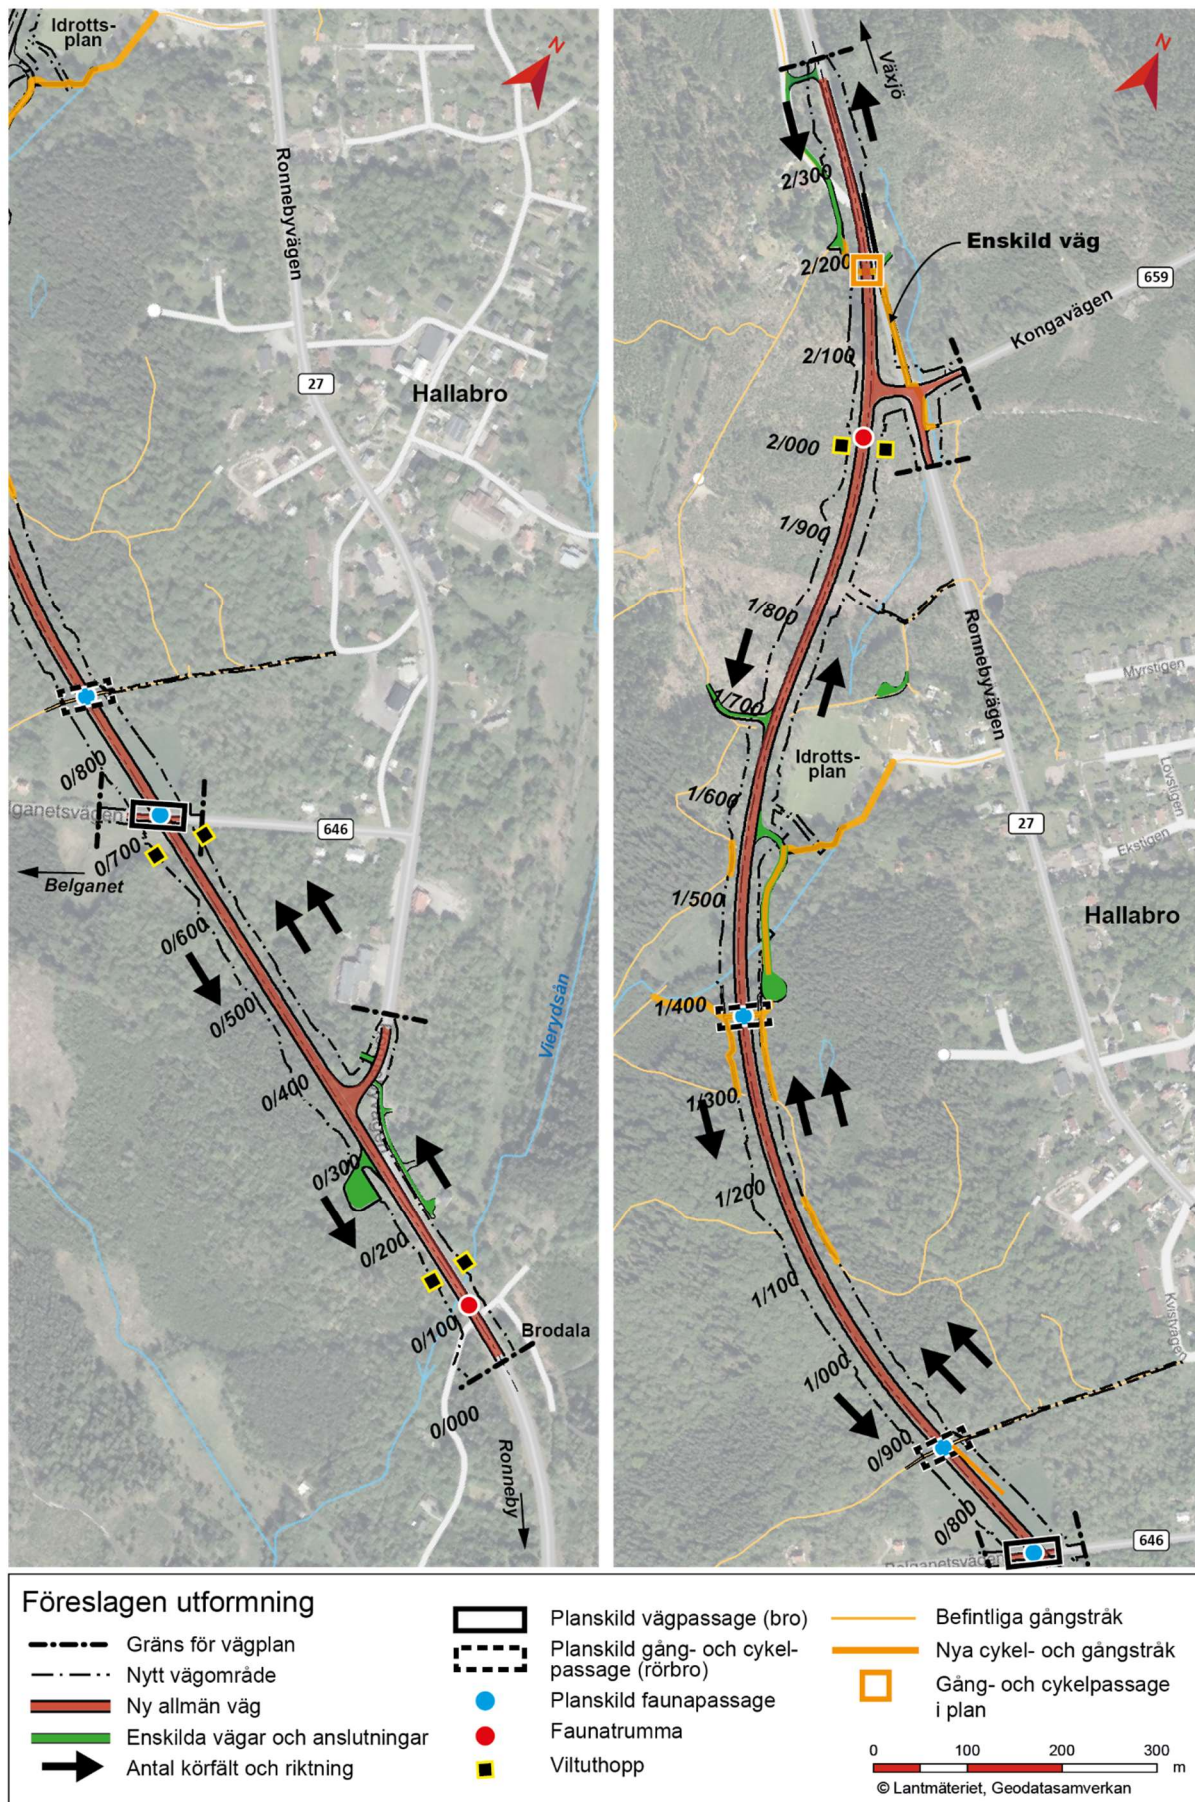 Idrotts-
plan
N
Ronnebyvägen
27
Hallabro
0/800
lganetsvägen
646
0/700
Belganet
0/600
0/500
Vierydsån
0/400
0/300
0/200
0/100
Brodala
0/000
Ronneby
Växjö
N
2/300
Enskild väg
2/200
659
Kongavägen
2/100
2/000
1/900
1/800
Ronnebyvägen
Myrstigen
1/700
Idrotts-
plan
Lövstigen
1/600
27
Ekstigen
1/500
Hallabro
1/400
1/300
1/200
1/100
Kvistvägen
1/000
0/900
0/800
646
Belganetsvägen
Föreslagen utformning
Gräns för vägplan
Nytt vägområde
Ny allmän väg
Enskilda vägar och anslutningar
Antal körfält och riktning
Planskild vägpassage (bro)
Planskild gång- och cykel-
passage (rörbro)
Planskild faunapassage
Faunatrumma
Viltuthopp
Befintliga gångstråk
Nya cykel- och gångstråk
Gång- och cykelpassage
i plan
0 100 200 300
m
© Lantmäteriet, Geodatasamverkan